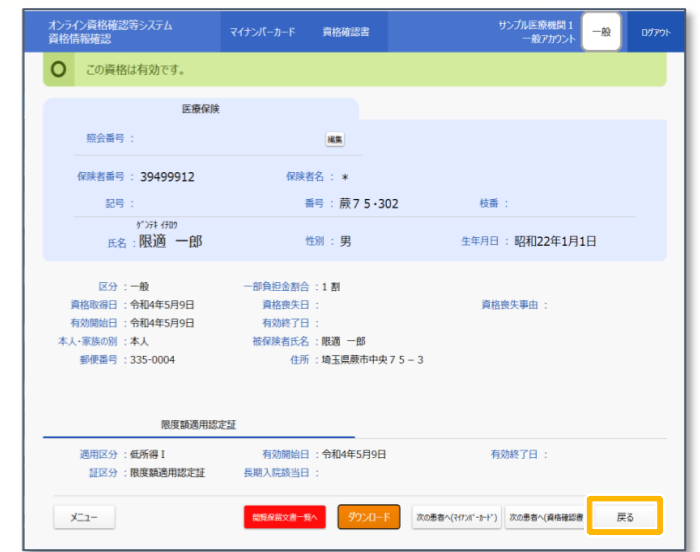 オンライン資格確認等システム
資格情報確認
マイナンバーカード
資格確認書
サンプル医療機関1
一般アカウント
一般
ログアウト
この資格は有効です。
医療保険
照会番号 :
編集
保険者番号 : 39499912
保険者名 : *
記号 :
番号 : 蕨75・302
枝番 :
ゲンテキ イチロウ
氏名 : 限適 一郎
性別 : 男
生年月日 : 昭和22年1月1日
区分 : 一般
一部負担金割合 : 1 割
資格取得日 : 令和4年5月9日
資格喪失日 :
資格喪失事由 :
有効開始日 : 令和4年5月9日
有効終了日 :
本人・家族の別 : 本人
被保険者氏名 : 限適 一郎
郵便番号 : 335-0004
住所 : 埼玉県蕨市中央75-3
限度額適用認定証
適用区分 : 低所得Ⅰ
有効開始日 : 令和4年5月9日
有効終了日 :
証区分 : 限度額適用認定証
長期入院該当日 :
メニュー
閲覧保留文書一覧へ
ダウンロード
次の患者へ(マイナンバーカード)
次の患者へ(資格確認書
戻る